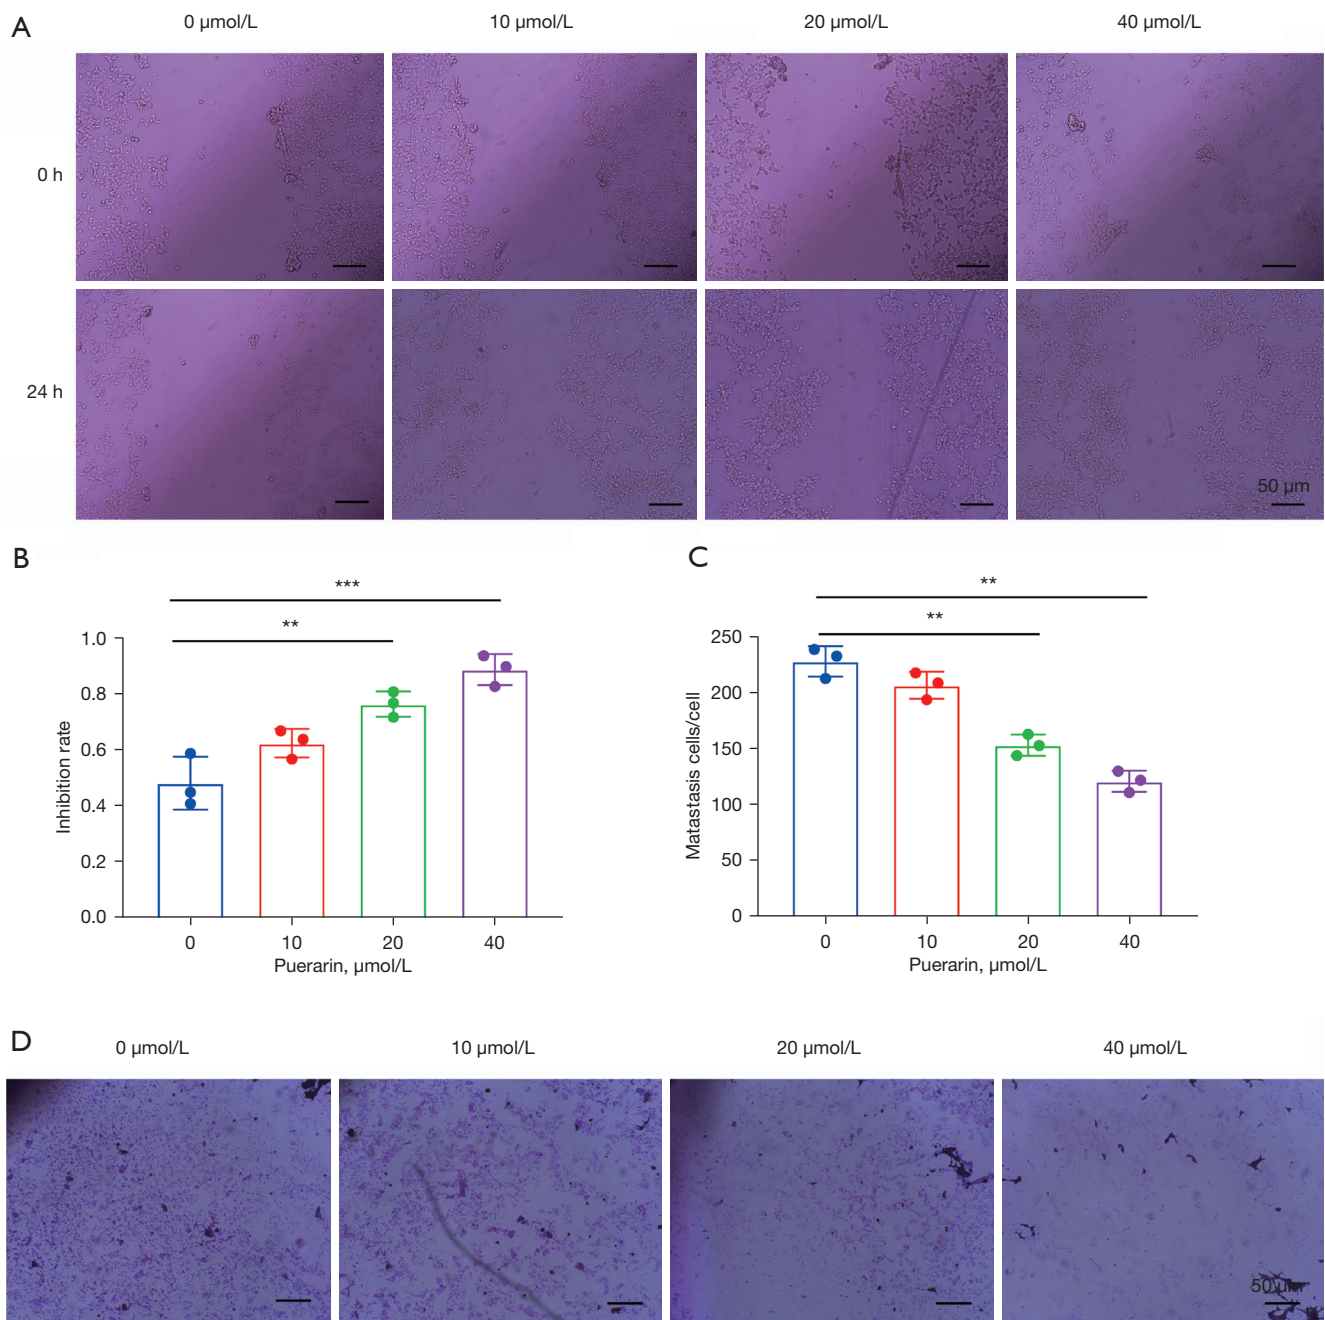 A
0 µmol/L 10 µmol/L 20 µmol/L 40 µmol/L
0 h
24 h
50 µm
B
***
**
1.0
0.8
0.6
0.4
0.2
0.0
Inhibition rate
0 10 20 40
Puerarin, µmol/L
C
**
**
250
200
150
100
50
0
Matastasis cells/cell
0 10 20 40
Puerarin, µmol/L
D
0 µmol/L 10 µmol/L 20 µmol/L 40 µmol/L
50 µm